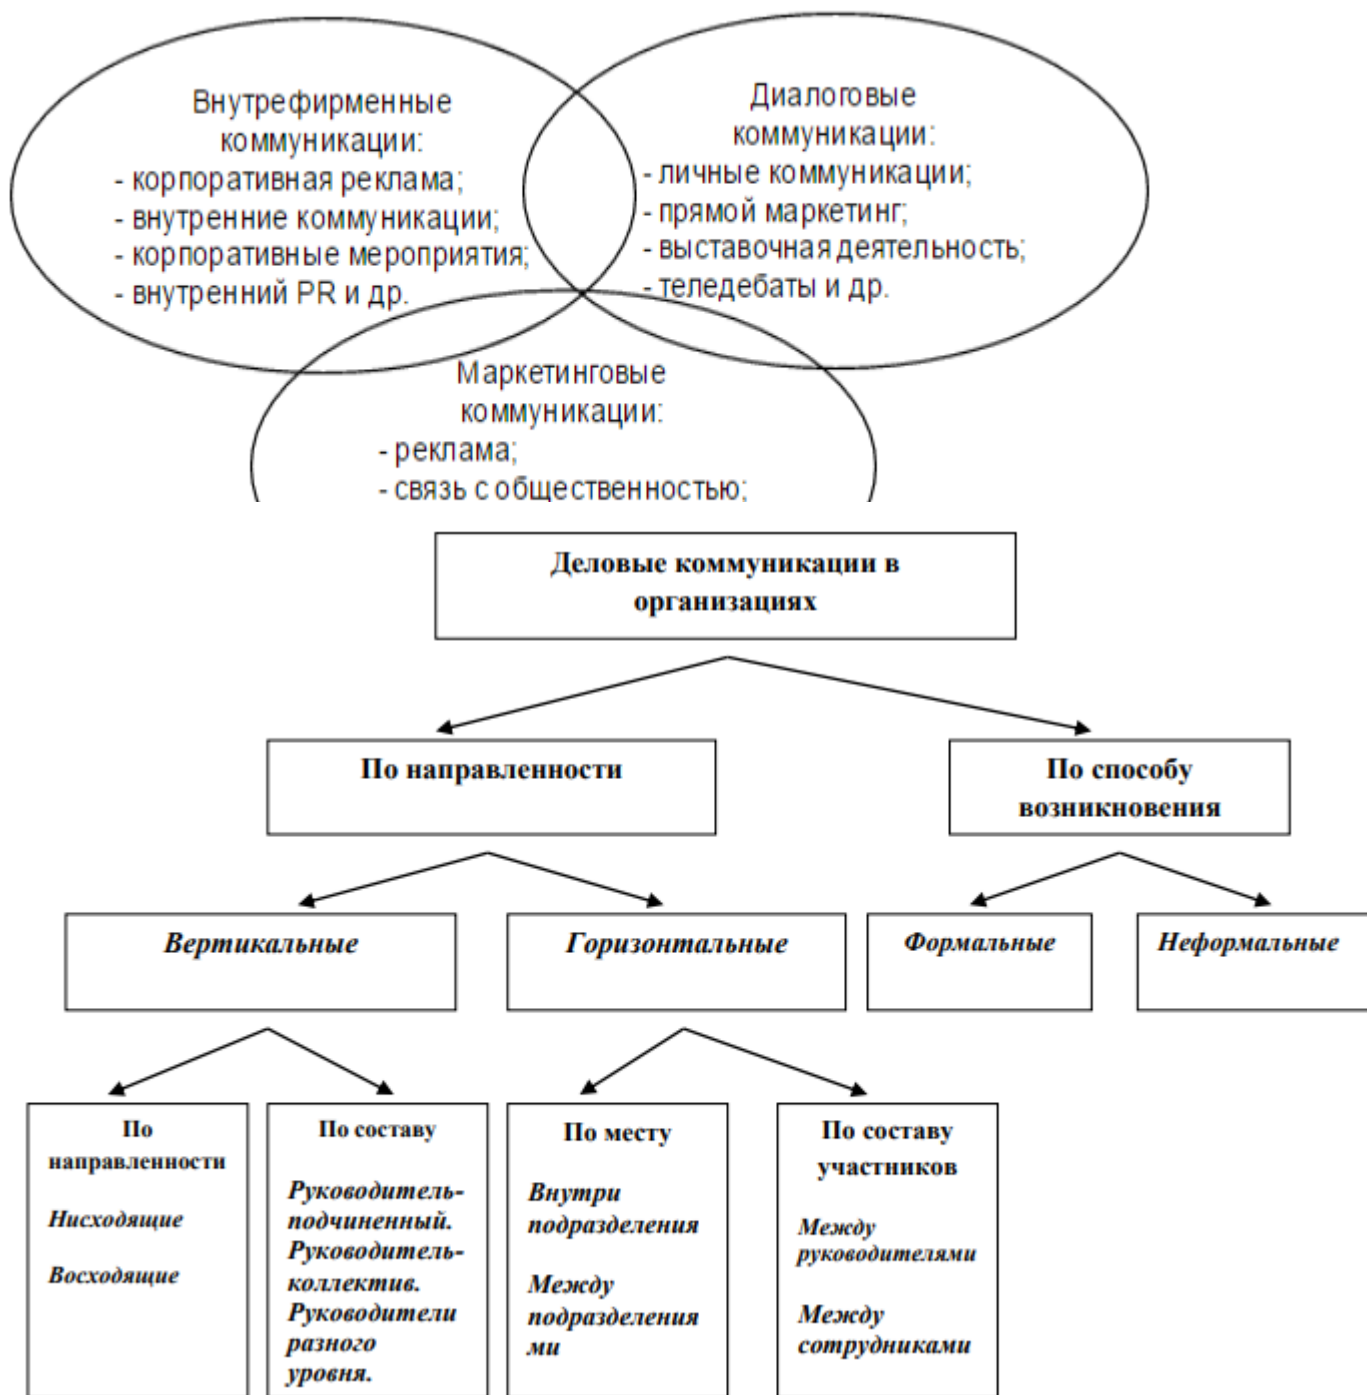 Внутрефирменные
коммуникации:
- корпоративная реклама;
- внутренние коммуникации;
- корпоративные мероприятия;
- внутренний PR и др.
Диалоговые
коммуникации:
- личные коммуникации;
- прямой маркетинг;
- выставочная деятельность;
- теледебаты и др.
Маркетинговые
коммуникации:
- реклама;
- связь с общественностью;
Деловые коммуникации в
организациях
По направленности
По способу
возникновения
Вертикальные
Горизонтальные
Формальные
Неформальные
По
направленности
Нисходящие
Восходящие
По составу
Руководитель-
подчиненный.
Руководитель-
коллектив.
Руководители
разного
уровня.
По месту
Внутри
подразделения
Между
подразделения
ми
По составу
участников
Между
руководителями
Между
сотрудниками